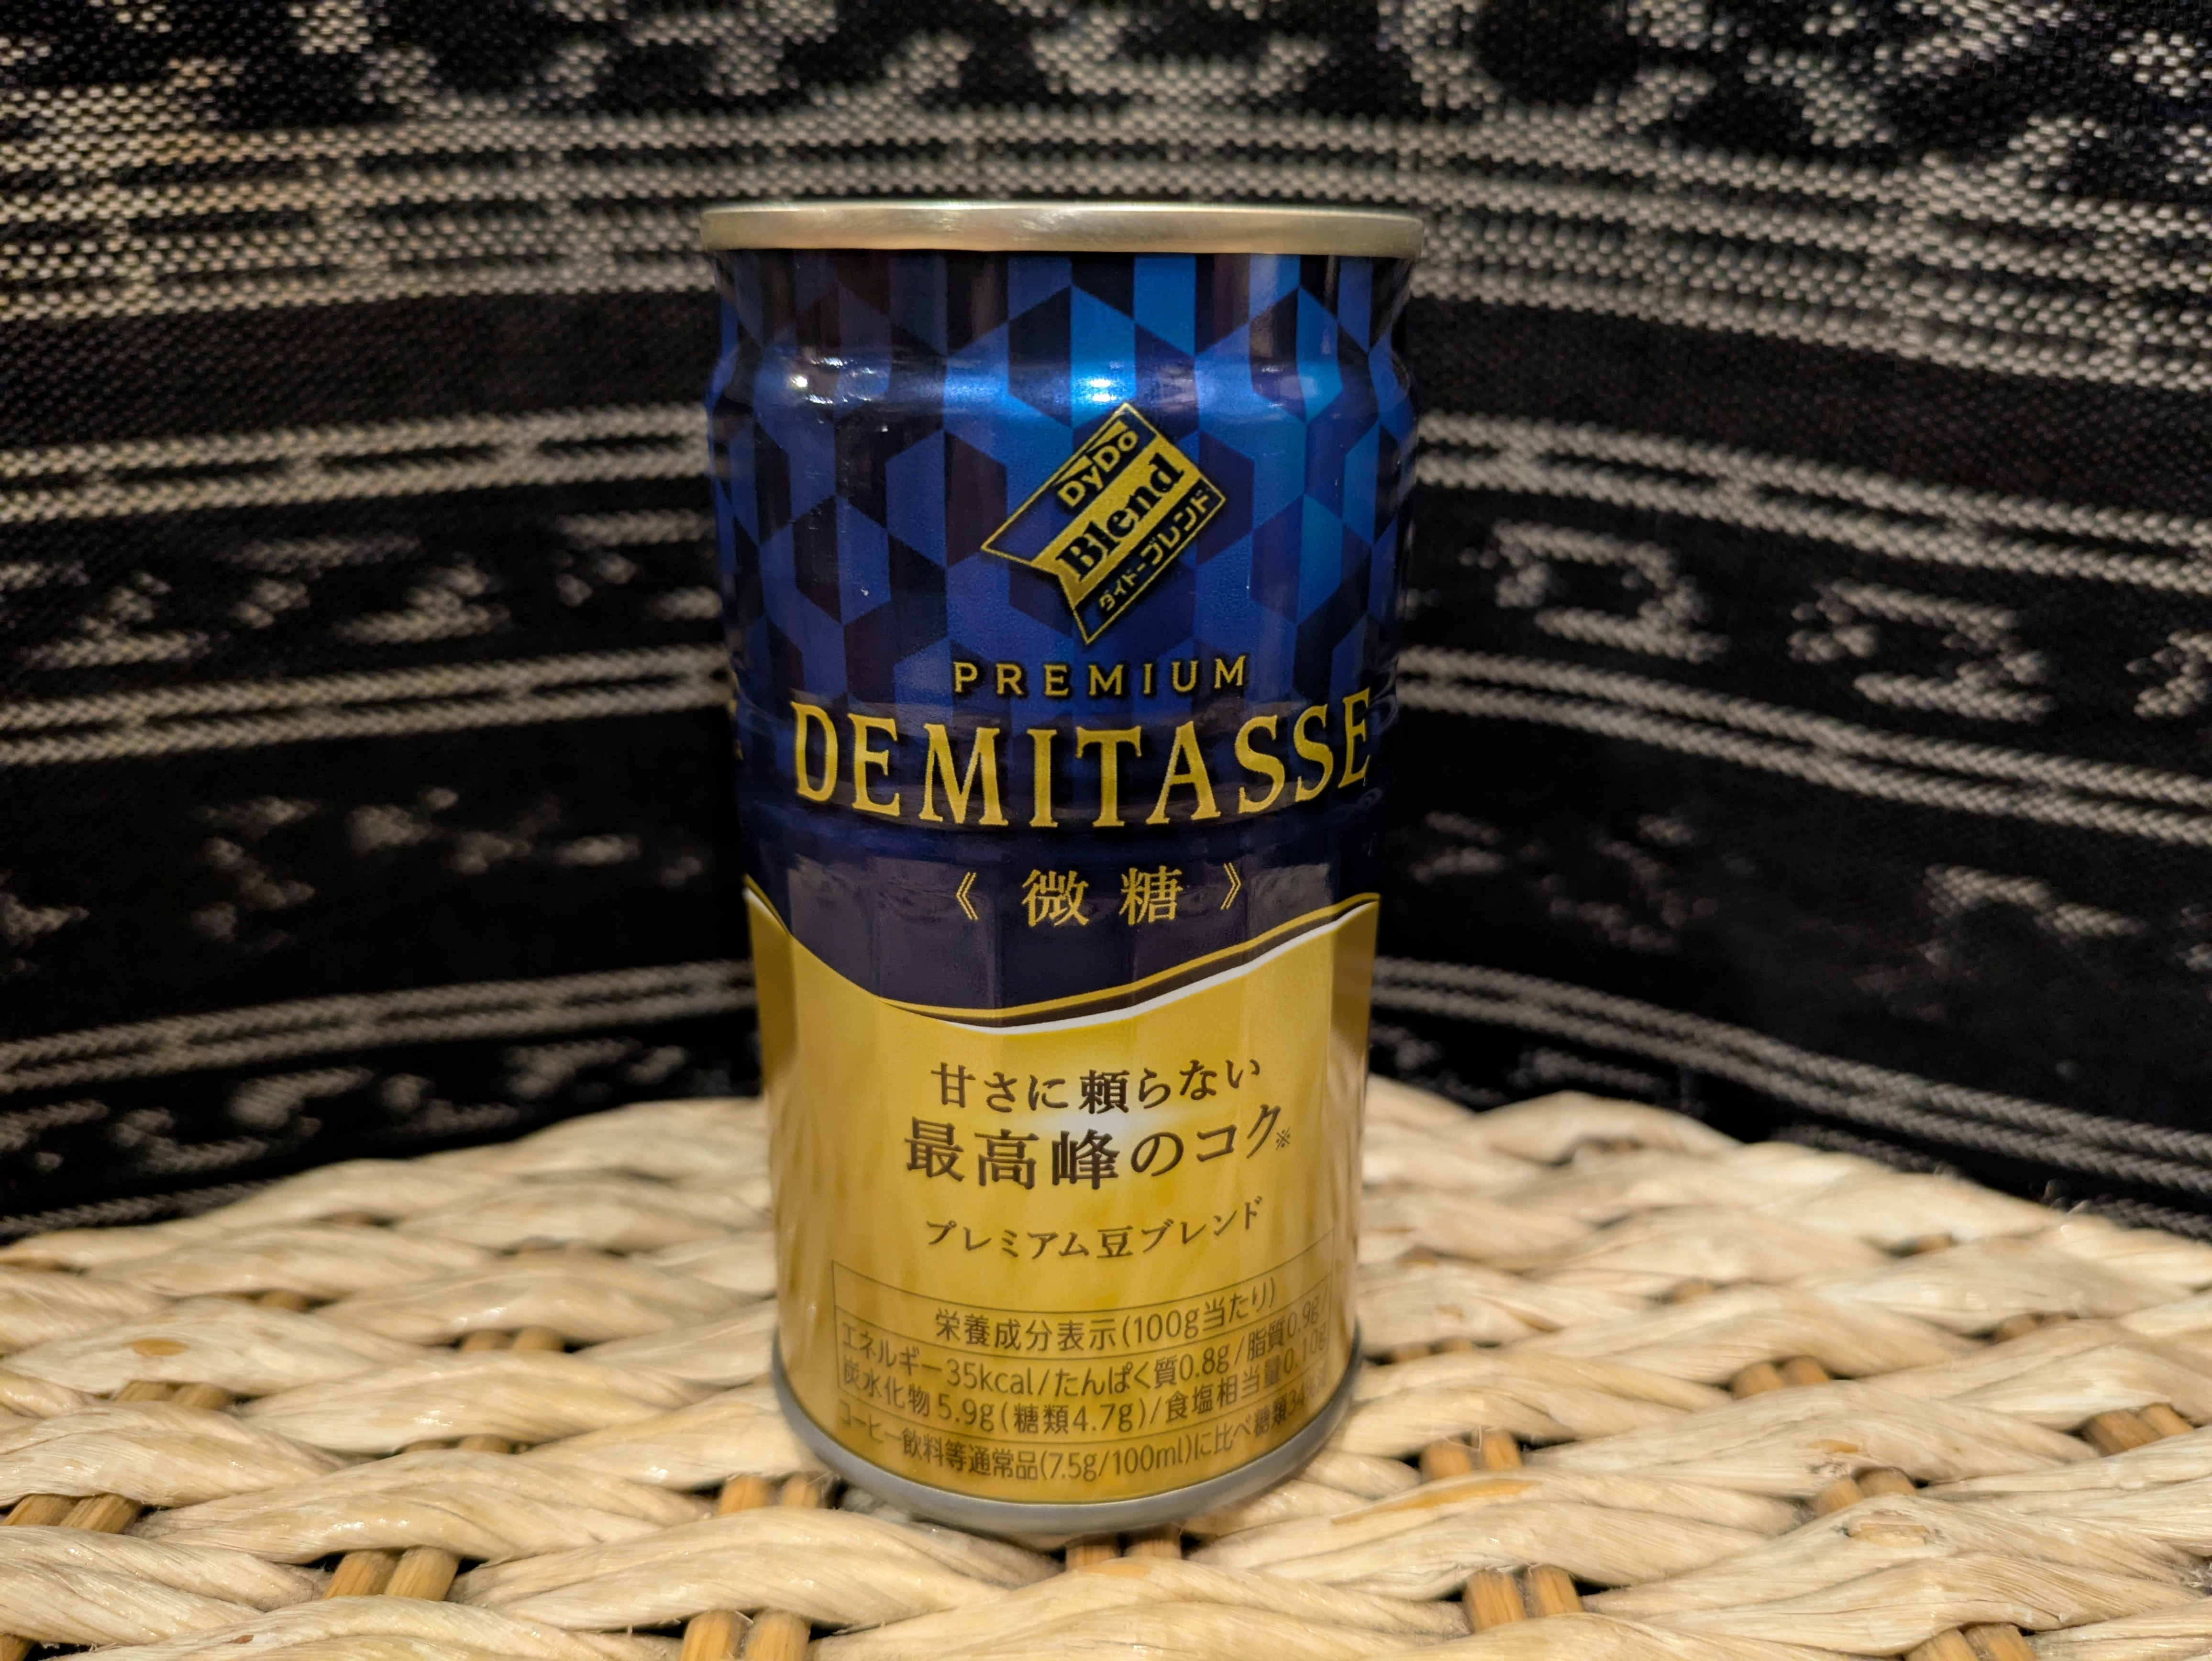 DyDo
Blend
ダイドーブレンド
PREMIUM
DEMITASSE
《 微糖 》
甘さに頼らない
最高峰のコク※
プレミアム豆ブレンド
栄養成分表示(100g当たり)
エネルギー35kcal/たんぱく質0.8g/脂質0.9g/
炭水化物5.9g(糖類4.7g)/食塩相当量0.10g
コーヒー飲料等通常品(7.5g/100ml)に比べ糖類34